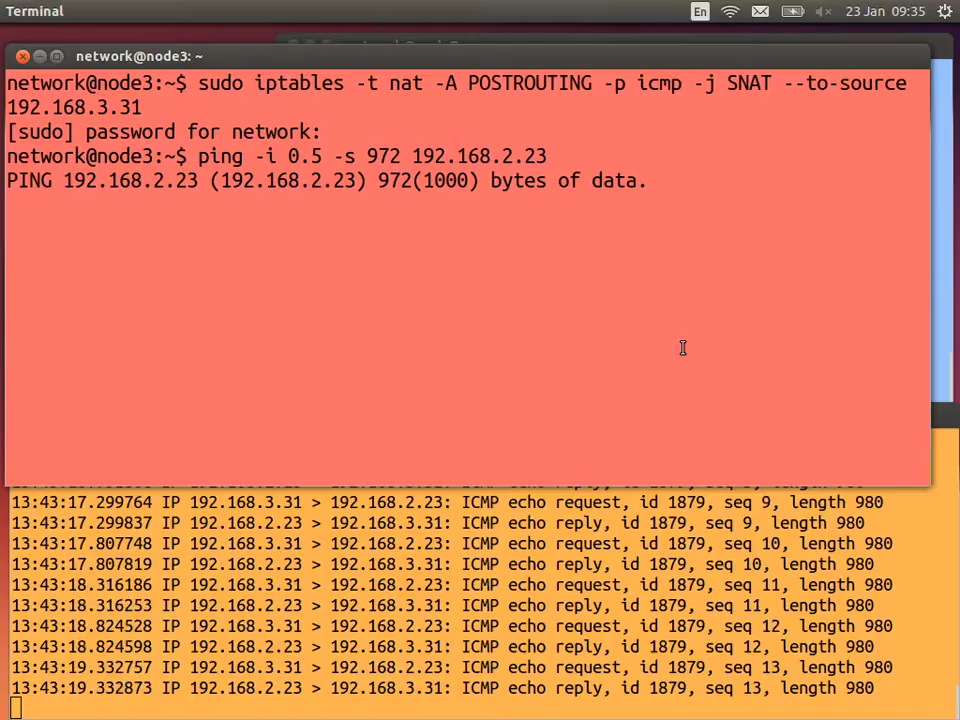 Terminal
En
23 Jan 09:35
network@node3: ~
network@node3:~$ sudo iptables -t nat -A POSTROUTING -p icmp -j SNAT --to-source
192.168.3.31
[sudo] password for network:
network@node3:~$ ping -i 0.5 -s 972 192.168.2.23
PING 192.168.2.23 (192.168.2.23) 972(1000) bytes of data.
13:43:17.299764 IP 192.168.3.31 > 192.168.2.23: ICMP echo request, id 1879, seq 9, length 980
13:43:17.299837 IP 192.168.2.23 > 192.168.3.31: ICMP echo reply, id 1879, seq 9, length 980
13:43:17.807748 IP 192.168.3.31 > 192.168.2.23: ICMP echo request, id 1879, seq 10, length 980
13:43:17.807819 IP 192.168.2.23 > 192.168.3.31: ICMP echo reply, id 1879, seq 10, length 980
13:43:18.316186 IP 192.168.3.31 > 192.168.2.23: ICMP echo request, id 1879, seq 11, length 980
13:43:18.316253 IP 192.168.2.23 > 192.168.3.31: ICMP echo reply, id 1879, seq 11, length 980
13:43:18.824528 IP 192.168.3.31 > 192.168.2.23: ICMP echo request, id 1879, seq 12, length 980
13:43:18.824598 IP 192.168.2.23 > 192.168.3.31: ICMP echo reply, id 1879, seq 12, length 980
13:43:19.332757 IP 192.168.3.31 > 192.168.2.23: ICMP echo request, id 1879, seq 13, length 980
13:43:19.332873 IP 192.168.2.23 > 192.168.3.31: ICMP echo reply, id 1879, seq 13, length 980